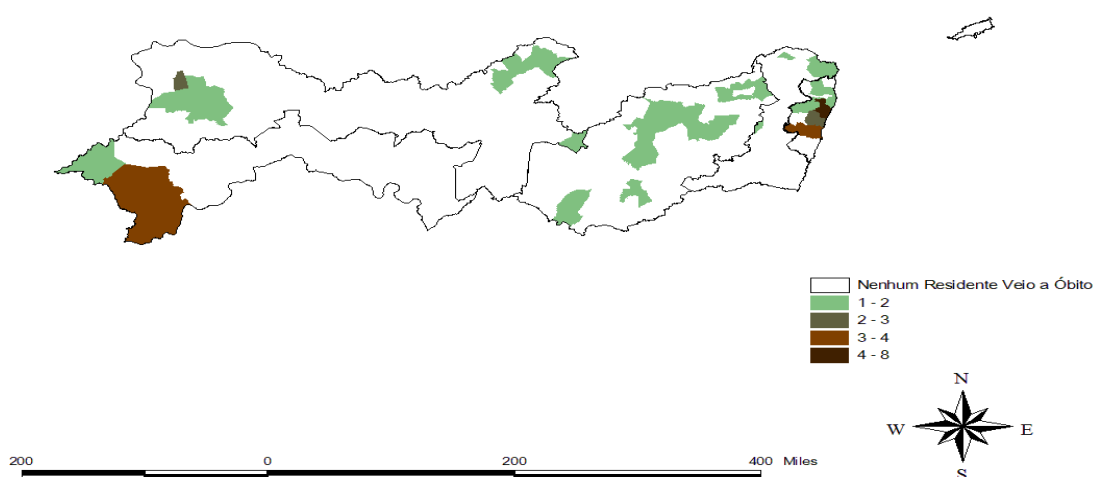 Nenhum Residente Veio a Óbito
1 - 2
2 - 3
3 - 4
4 - 8
N
W E
S
200 0 200 400 Miles